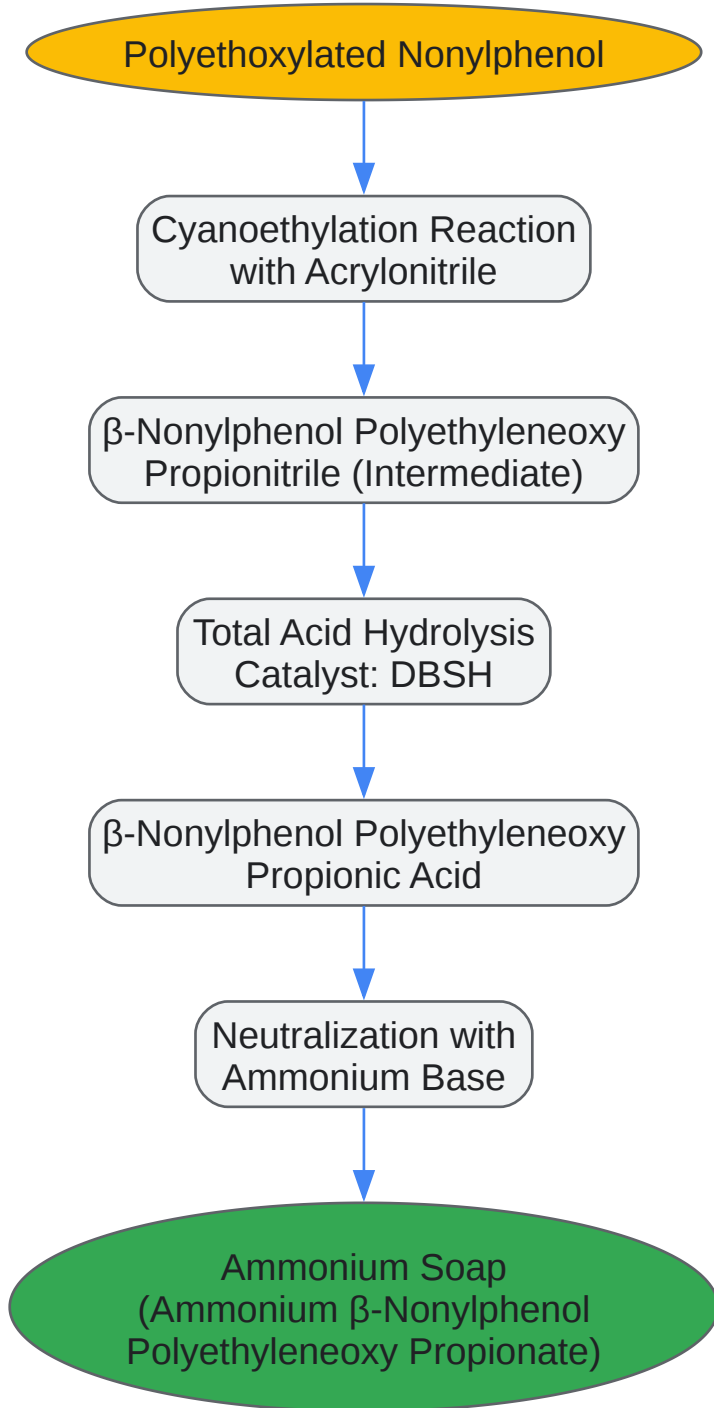 Polyethoxylated Nonylphenol
Cyanoethylation Reaction
with Acrylonitrile
β-Nonylphenol Polyethyleneoxy
Propionitrile (Intermediate)
Total Acid Hydrolysis
Catalyst: DBSH
β-Nonylphenol Polyethyleneoxy
Propionic Acid
Neutralization with
Ammonium Base
Ammonium Soap
(Ammonium β-Nonylphenol
Polyethyleneoxy Propionate)